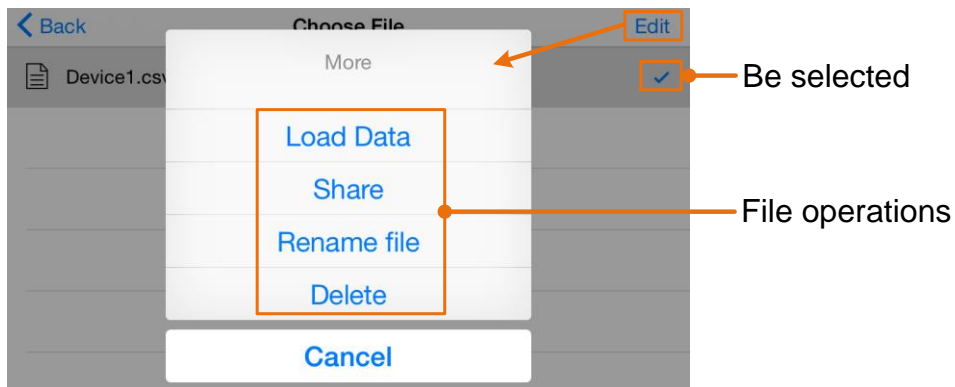 Back
Choose File
Edit
More
Device1.csv
Be selected
Load Data
Share
File operations
Rename file
Delete
Cancel